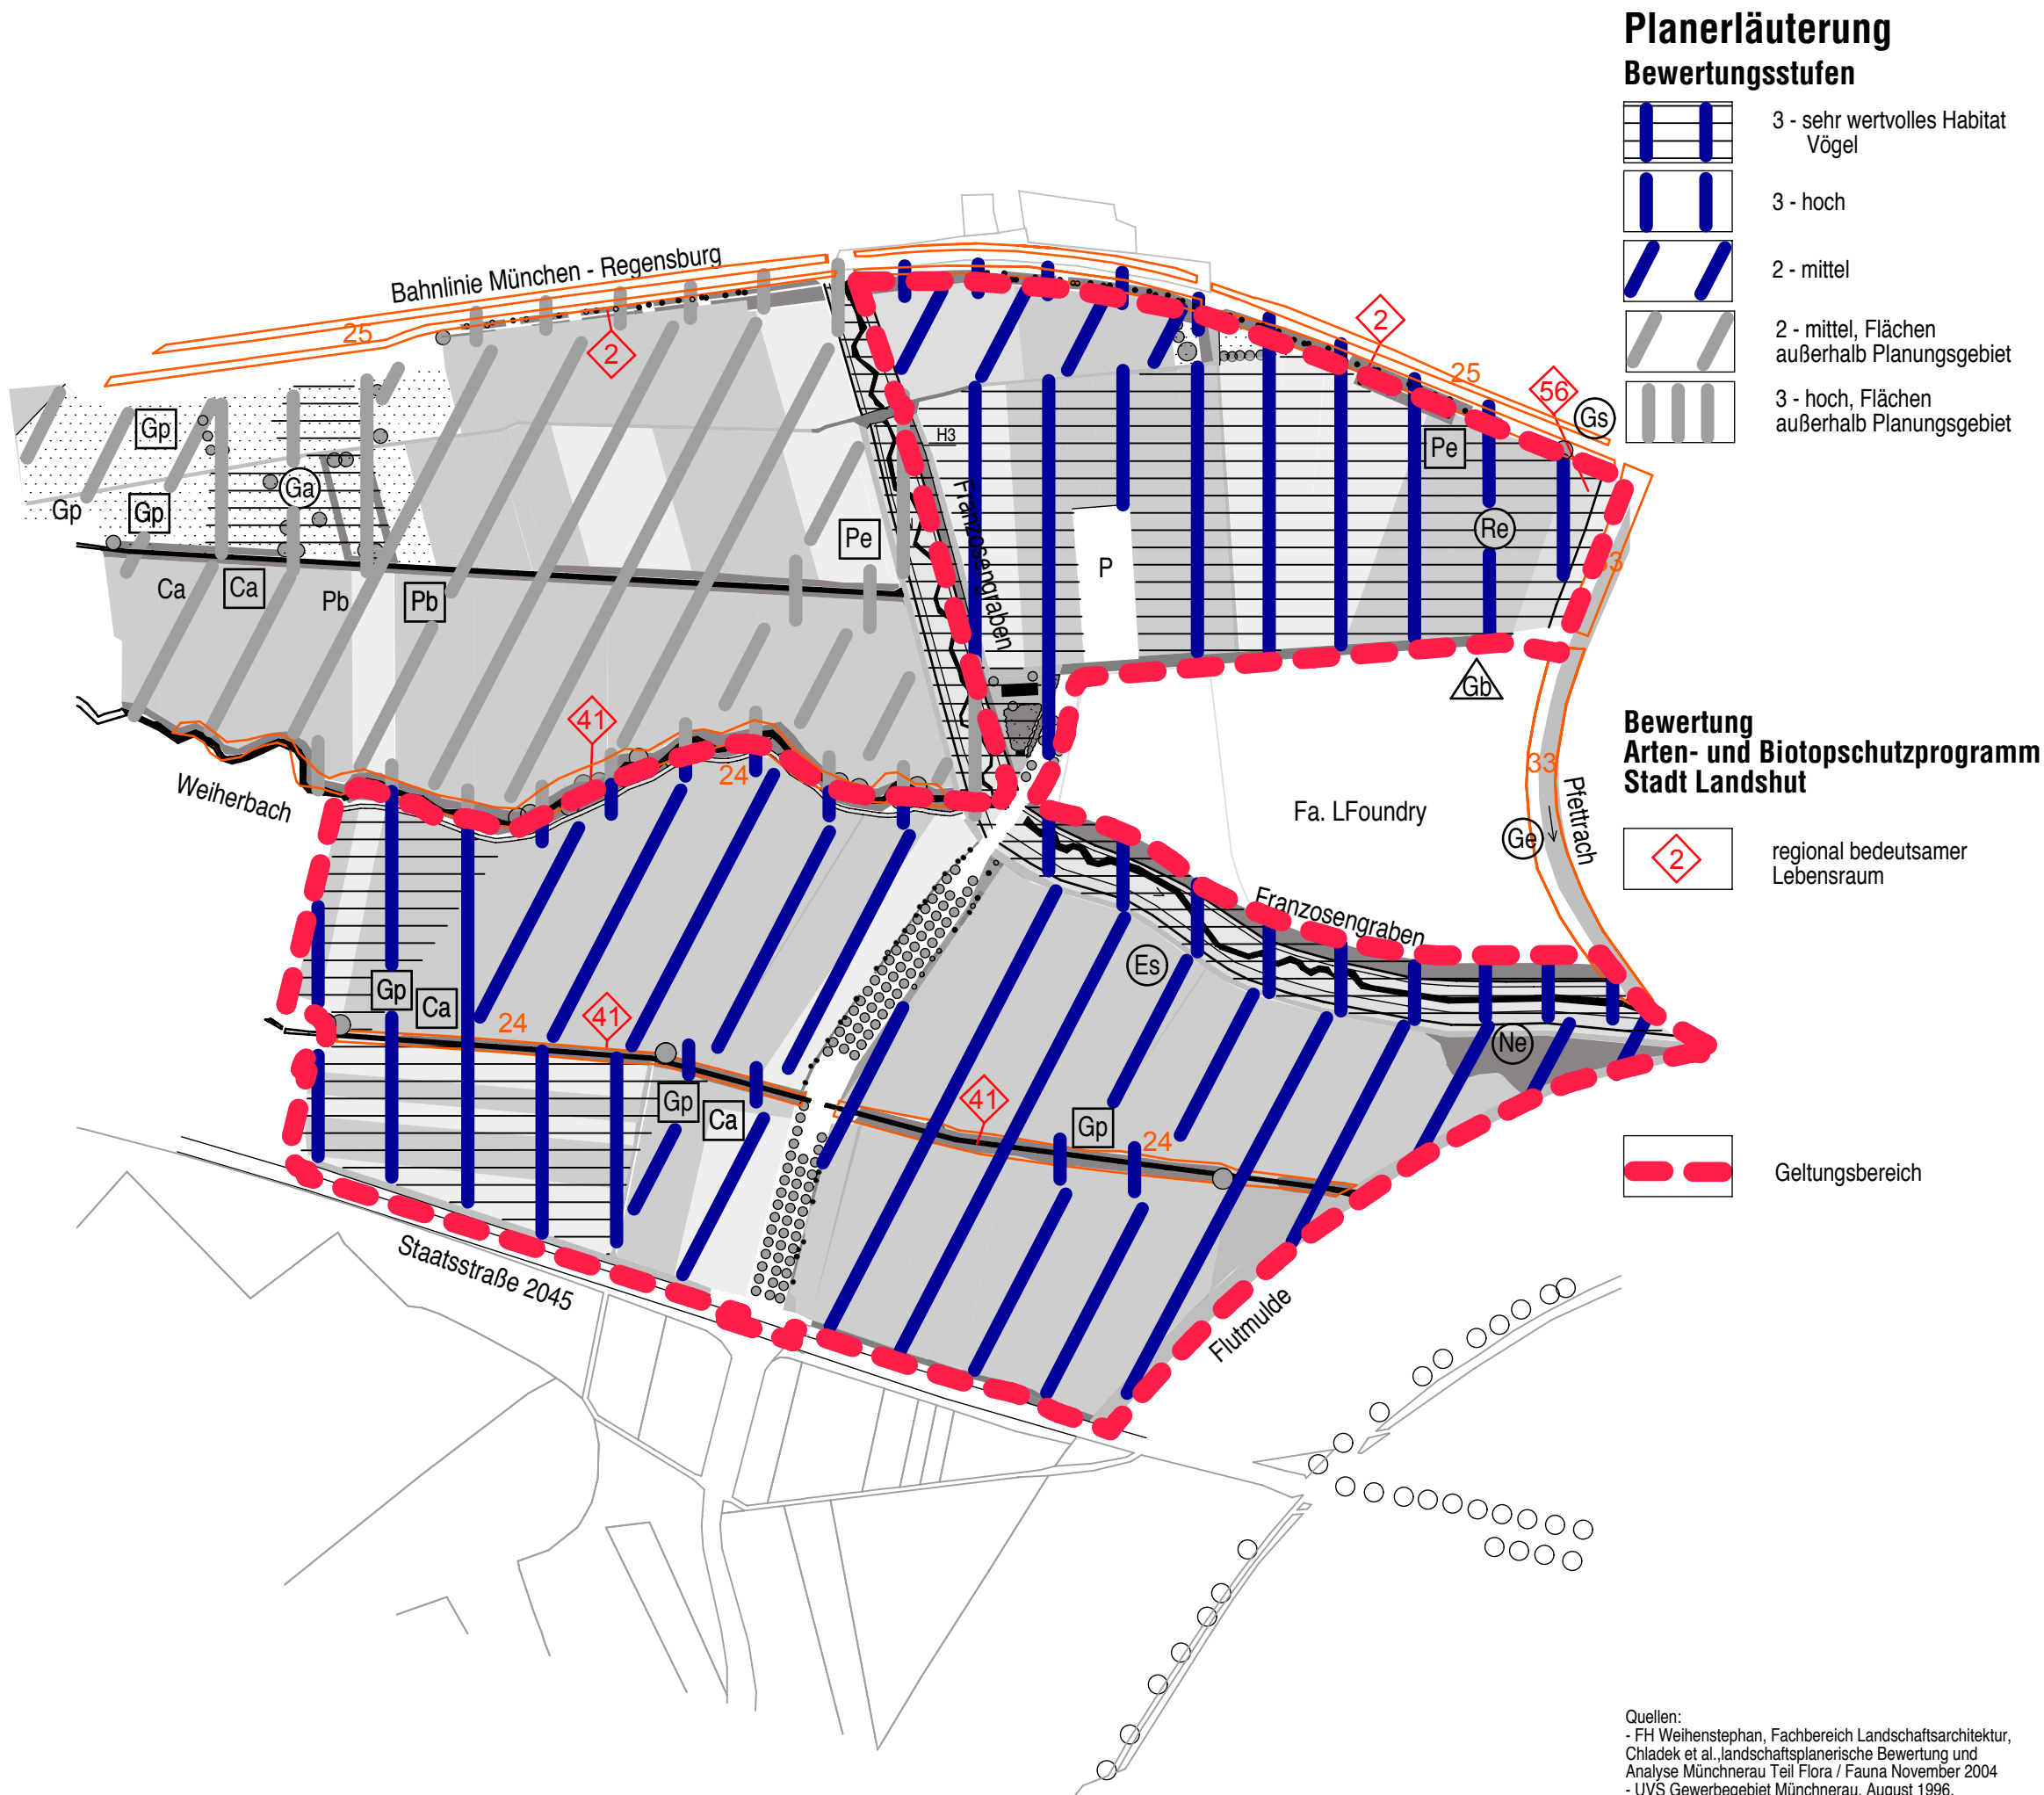 Planerläuterung
Bewertungsstufen
3 - sehr wertvolles Habitat
Vögel
3 - hoch
2 - mittel
2 - mittel, Flächen
außerhalb Planungsgebiet
3 - hoch, Flächen
außerhalb Planungsgebiet
Bahnlinie München - Regensburg
25
2
2
25
56
Gs
Gp
Ga
Gp
Gp
H3
Pe
Pe
Re
Franzosengraben
P
33
Ca
Ca
Pb
Pb
Gb
41
24
Weiherbach
Fa. LFoundry
33
Pfettrach
Ge
Bewertung
Arten- und Biotopschutzprogramm
Stadt Landshut
2
regional bedeutsamer
Lebensraum
Franzosengraben
Es
Gp
Ca
24
41
Ne
Gp
Ca
41
Gp
24
Geltungsbereich
Staatsstraße 2045
Flutmulde
Quellen:
- FH Weihenstephan, Fachbereich Landschaftsarchitektur,
Chladek et al.,landschaftsplanerische Bewertung und
Analyse Münchnerau Teil Flora / Fauna November 2004
- UVS Gewerbegebiet Münchnerau, August 1996,